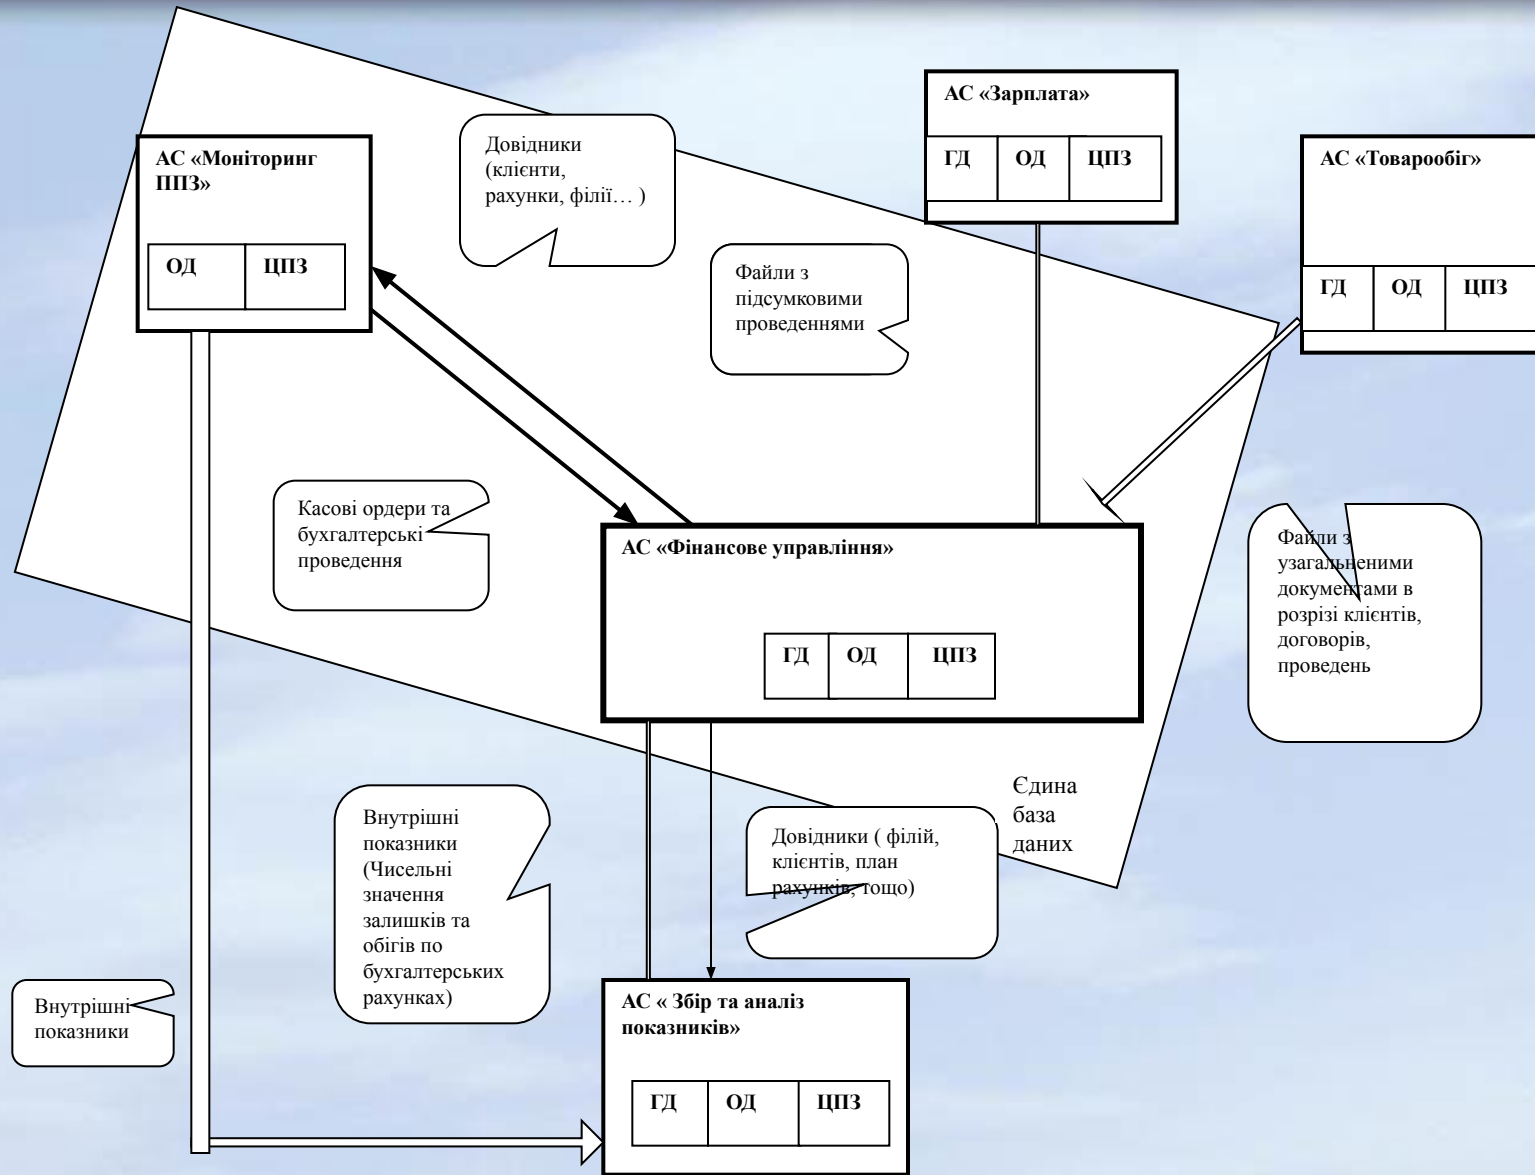 АС «Зарплата»
ГД ОД ЦПЗ
АС «Моніторинг
ППЗ»
ОД ЦПЗ
Довідники
(клієнти,
рахунки, філії… )
АС «Товарообіг»
ГД ОД ЦПЗ
Файли з
підсумковими
проведеннями
Касові ордери та
бухгалтерські
проведення
АС «Фінансове управління»
ГД ОД ЦПЗ
Файли з
узагальненими
документами в
розрізі клієнтів,
договорів,
проведень
Єдина
база
даних
Внутрішні
показники
(Чисельні
значення
залишків та
обігів по
бухгалтерських
рахунках)
Довідники ( філій,
клієнтів, план
рахунків, тощо)
Внутрішні
показники
АС « Збір та аналіз
показників»
ГД ОД ЦПЗ